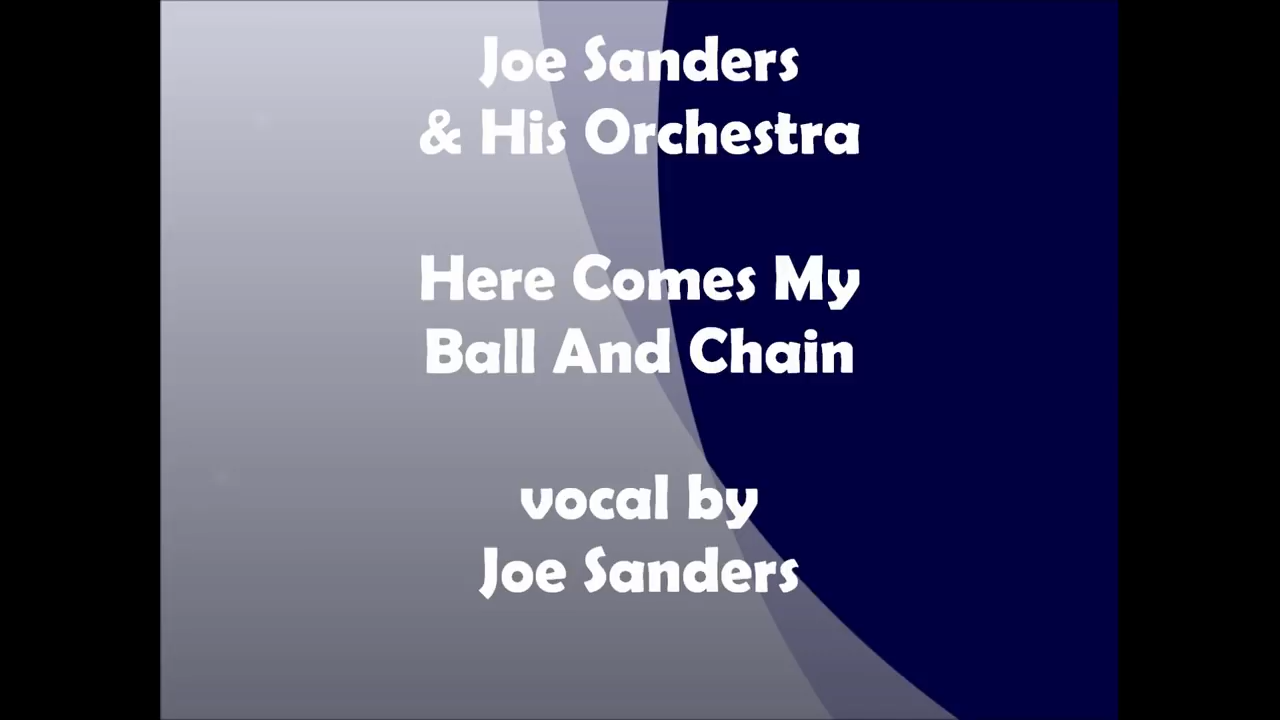 Joe Sanders
& His Orchestra
Here Comes My
Ball And Chain
vocal by
Joe Sanders